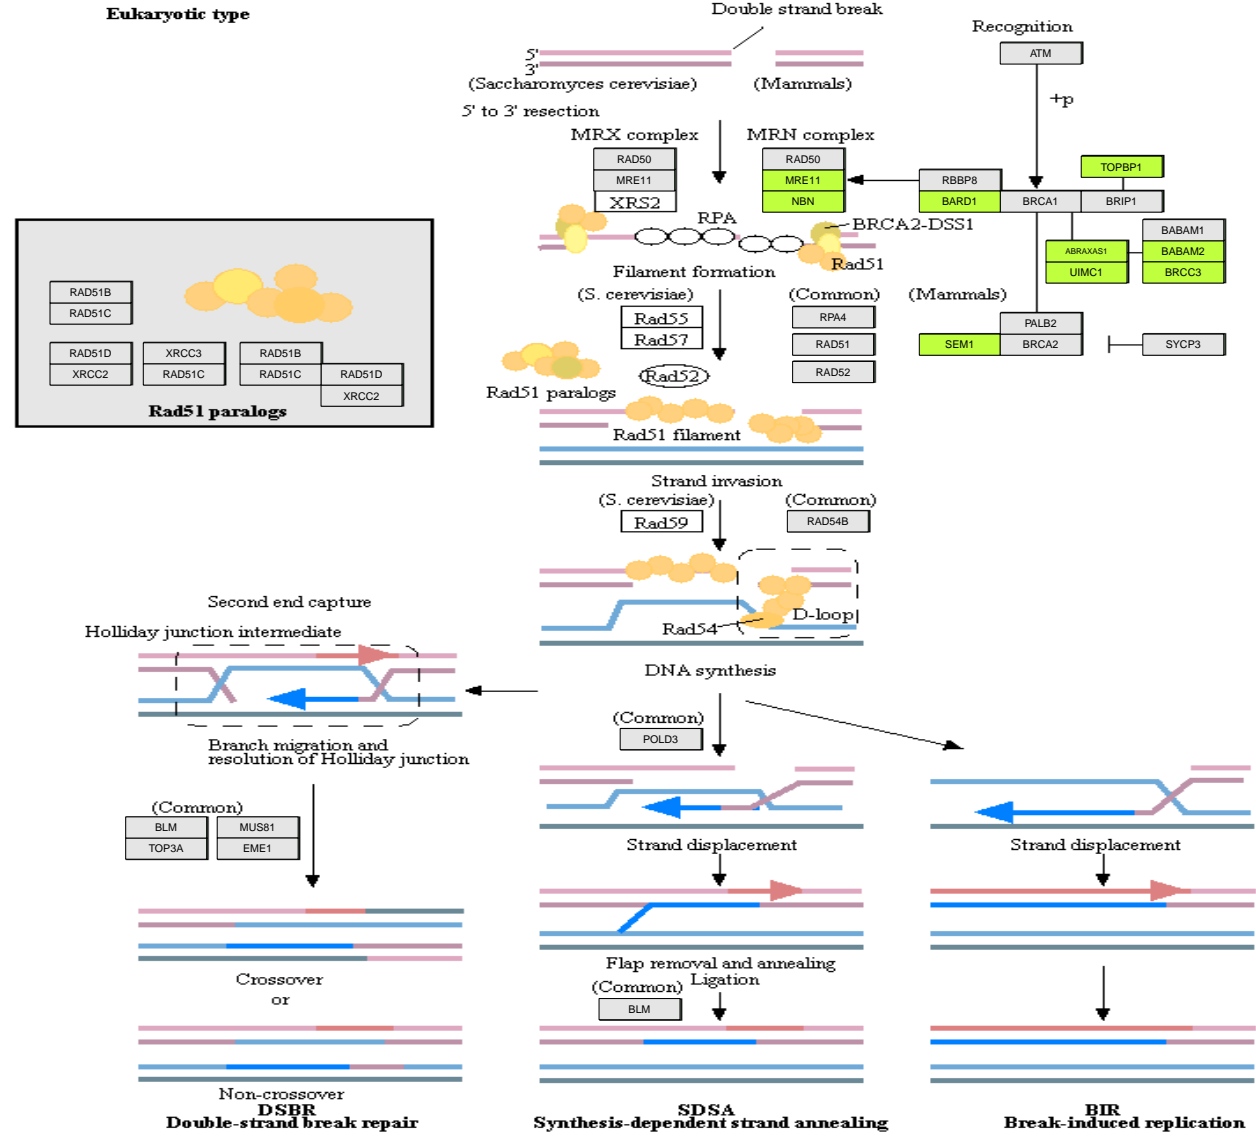 Eukaryotic type
Double strand break
Recognition
ATM
5'
3'
(Saccharomyces cerevisiae)
(Mammals)
+p
5' to 3' resection
MRX complex
MRN complex
RAD50
MRE11
XRS2
RAD50
MRE11
NBN
RBBP8
BARD1
BRCA1
BRIP1
TOPBP1
RPA
BRCA2-DSS1
Rad51
ABRAXAS1
UIMC1
BABAM1
BABAM2
BRCC3
Filament formation
(S. cerevisiae)
(Common)
(Mammals)
Rad55
Rad57
Rad52
RPA4
RAD51
RAD52
PALB2
SEM1
BRCA2
SYCP3
RAD51B
RAD51C
RAD51D
XRCC2
XRCC3
RAD51C
RAD51B
RAD51C
RAD51D
XRCC2
Rad51 paralogs
Rad51 paralogs
Rad51 filament
Strand invasion
(S. cerevisiae)
(Common)
Rad59
RAD54B
Rad54
D-loop
Second end capture
Holliday junction intermediate
DNA synthesis
(Common)
POLD3
Branch migration and
resolution of Holliday junction
(Common)
BLM
TOP3A
MUS81
EME1
Strand displacement
Strand displacement
Flap removal and annealing
Ligation
(Common)
BLM
Crossover
or
Non-crossover
DSBR
Double-strand break repair
SDSA
Synthesis-dependent strand annealing
BIR
Break-induced replication